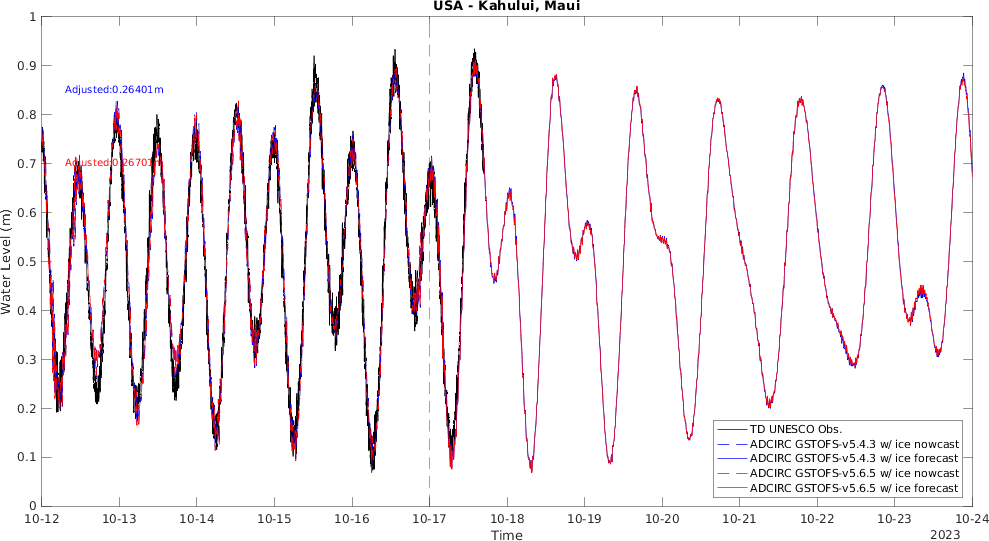 USA - Kahului, Maui
1
0.9
0.8
0.7
0.6
0.5
0.4
0.3
0.2
0.1
0
Water Level (m)
Adjusted:0.26401m
Adjusted:0.26701m
TD UNESCO Obs.
ADCIRC GSTOFS-v5.4.3 w/ ice nowcast
ADCIRC GSTOFS-v5.4.3 w/ ice forecast
ADCIRC GSTOFS-v5.6.5 w/ ice nowcast
ADCIRC GSTOFS-v5.6.5 w/ ice forecast
10-12 10-13 10-14 10-15 10-16 10-17 10-18 10-19 10-20 10-21 10-22 10-23 10-24
Time
2023